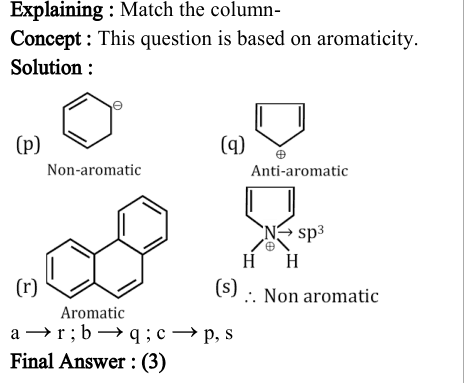 Explaining : Match the column-
Concept : This question is based on aromaticity.
Solution :
⊖
(p)
Non-aromatic
(q)
⊕
Anti-aromatic
(r)
Aromatic
N → sp³
⊕
H H
(s) ∴ Non aromatic
a → r ; b → q ; c → p, s
Final Answer : (3)